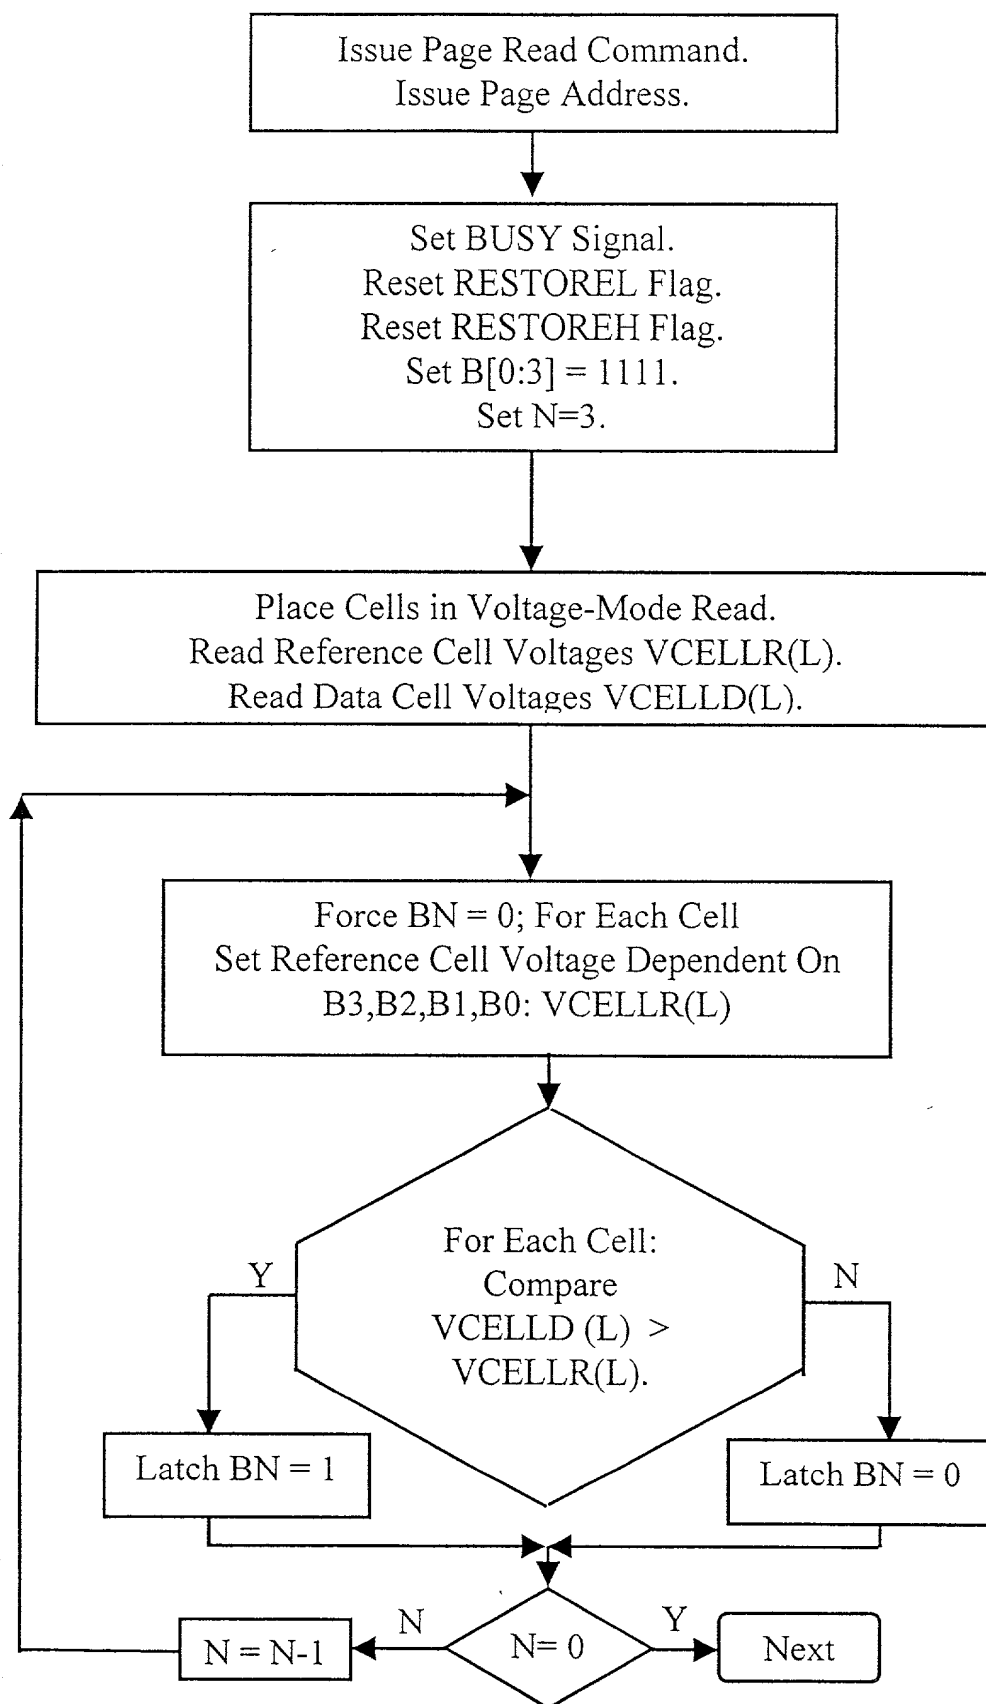 Issue Page Read Command.
Issue Page Address.
Set BUSY Signal.
Reset RESTOREL Flag.
Reset RESTOREH Flag.
Set B[0:3] = 1111.
Set N=3.
Place Cells in Voltage-Mode Read.
Read Reference Cell Voltages VCELLR(L).
Read Data Cell Voltages VCELLD(L).
Force BN = 0; For Each Cell
Set Reference Cell Voltage Dependent On
B3,B2,B1,B0: VCELLR(L)
For Each Cell:
Compare
VCELLD (L) >
VCELLR(L).
Y
N
Latch BN = 1
Latch BN = 0
N= 0
N
Y
N = N-1
Next